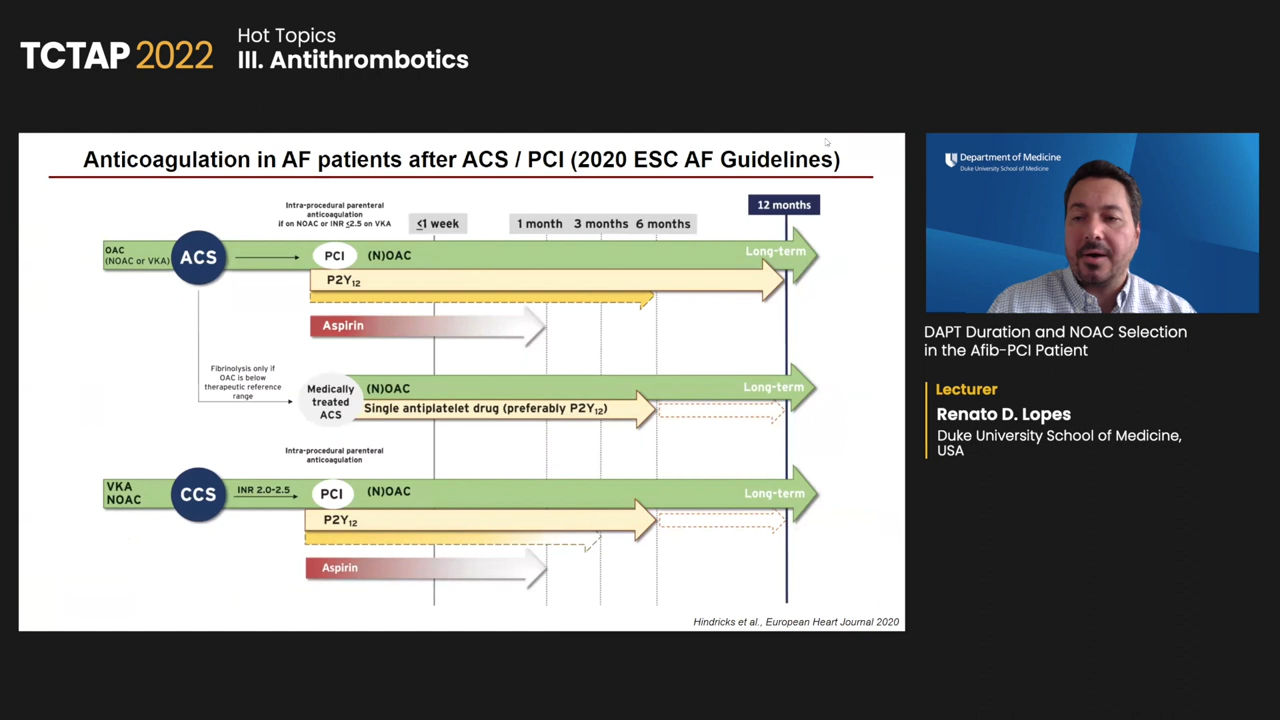 TCTAP 2022
Hot Topics
III. Antithrombotics
Anticoagulation in AF patients after ACS / PCI (2020 ESC AF Guidelines)
Intra-procedural parenteral
anticoagulation
if on NOAC or INR ≤2.5 on VKA
≤1 week
1 month
3 months
6 months
12 months
OAC
(NOAC or VKA)
ACS
PCI
(N)OAC
Long-term
P2Y12
Aspirin
Fibrinolysis only if
OAC is below
therapeutic reference
range
Medically
treated
ACS
(N)OAC
Long-term
Single antiplatelet drug (preferably P2Y12)
Intra-procedural parenteral
anticoagulation
VKA
NOAC
CCS
INR 2.0-2.5
PCI
(N)OAC
Long-term
P2Y12
Aspirin
Hindricks et al., European Heart Journal 2020
Department of Medicine
Duke University School of Medicine
DAPT Duration and NOAC Selection
in the Afib-PCI Patient
Lecturer
Renato D. Lopes
Duke University School of Medicine,
USA